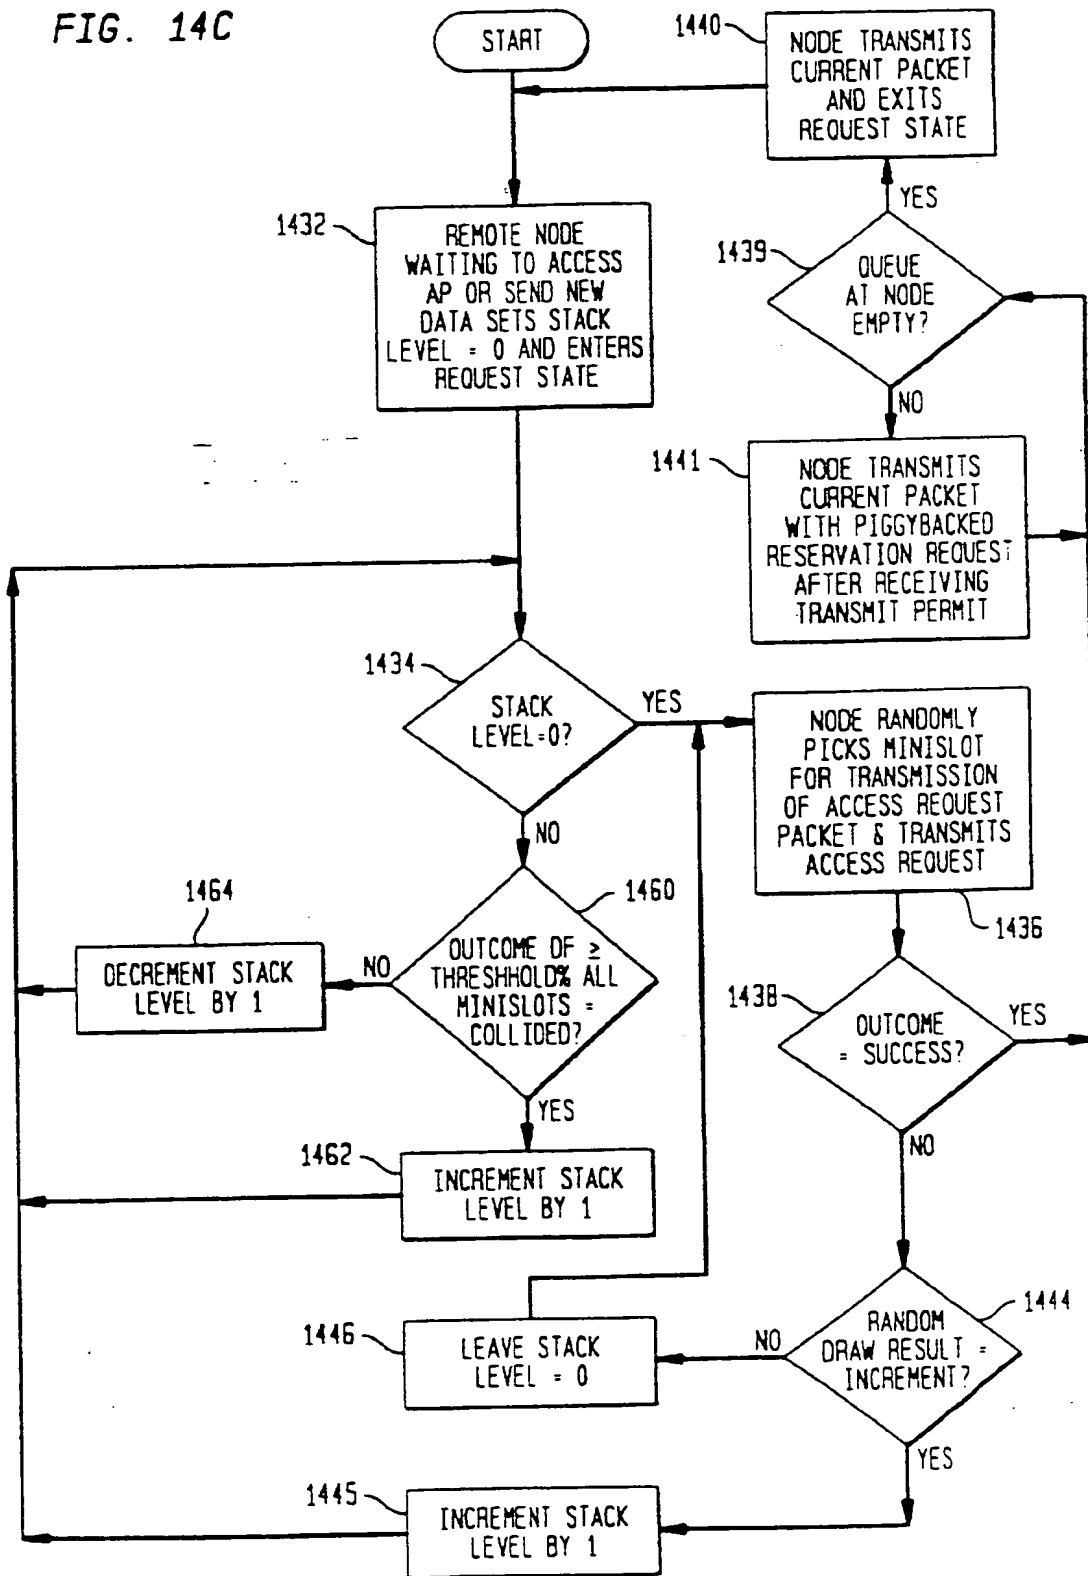 FIG. 14C
START
1440
NODE TRANSMITS
CURRENT PACKET
AND EXITS
REQUEST STATE
YES
1432
REMOTE NODE
WAITING TO ACCESS
AP OR SEND NEW
DATA SETS STACK
LEVEL = 0 AND ENTERS
REQUEST STATE
1439
QUEUE
AT NODE
EMPTY?
NO
1441
NODE TRANSMITS
CURRENT PACKET
WITH PIGGYBACKED
RESERVATION REQUEST
AFTER RECEIVING
TRANSMIT PERMIT
1434
STACK
LEVEL=0?
YES
NO
NODE RANDOMLY
PICKS MINISLOT
FOR TRANSMISSION
OF ACCESS REQUEST
PACKET & TRANSMITS
ACCESS REQUEST
1436
1464
DECREMENT STACK
LEVEL BY 1
NO
1460
OUTCOME OF ≥
THRESHHOLD% ALL
MINISLOTS =
COLLIDED?
YES
1438
OUTCOME
= SUCCESS?
YES
NO
1462
INCREMENT STACK
LEVEL BY 1
1446
LEAVE STACK
LEVEL = 0
NO
1444
RANDOM
DRAW RESULT =
INCREMENT?
YES
1445
INCREMENT STACK
LEVEL BY 1